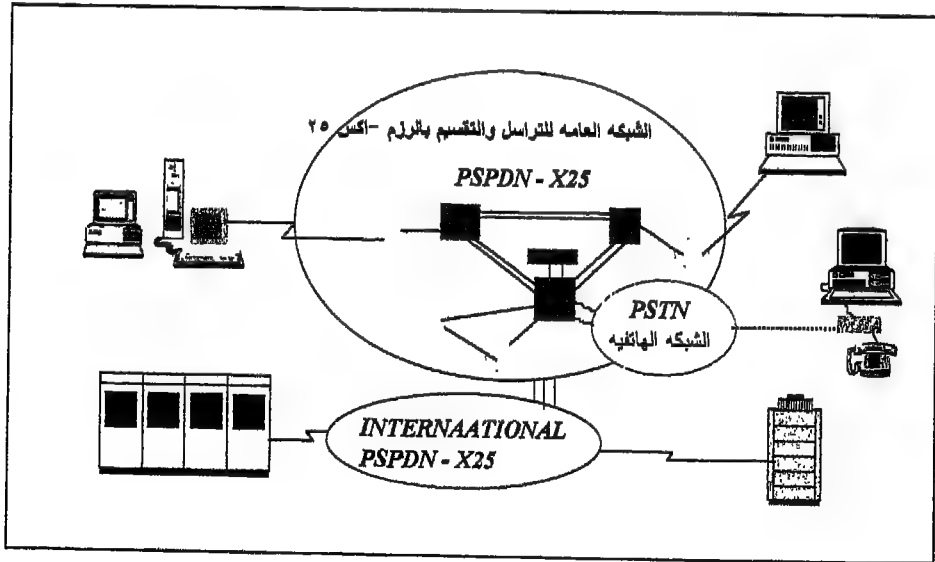 الشبكه العامه للتراسل والتقسيم بالرزم -اكس ٢٥
PSPDN - X25
PSTN
الشبكه الهاتفيه
INTERNAATIONAL
PSPDN - X25